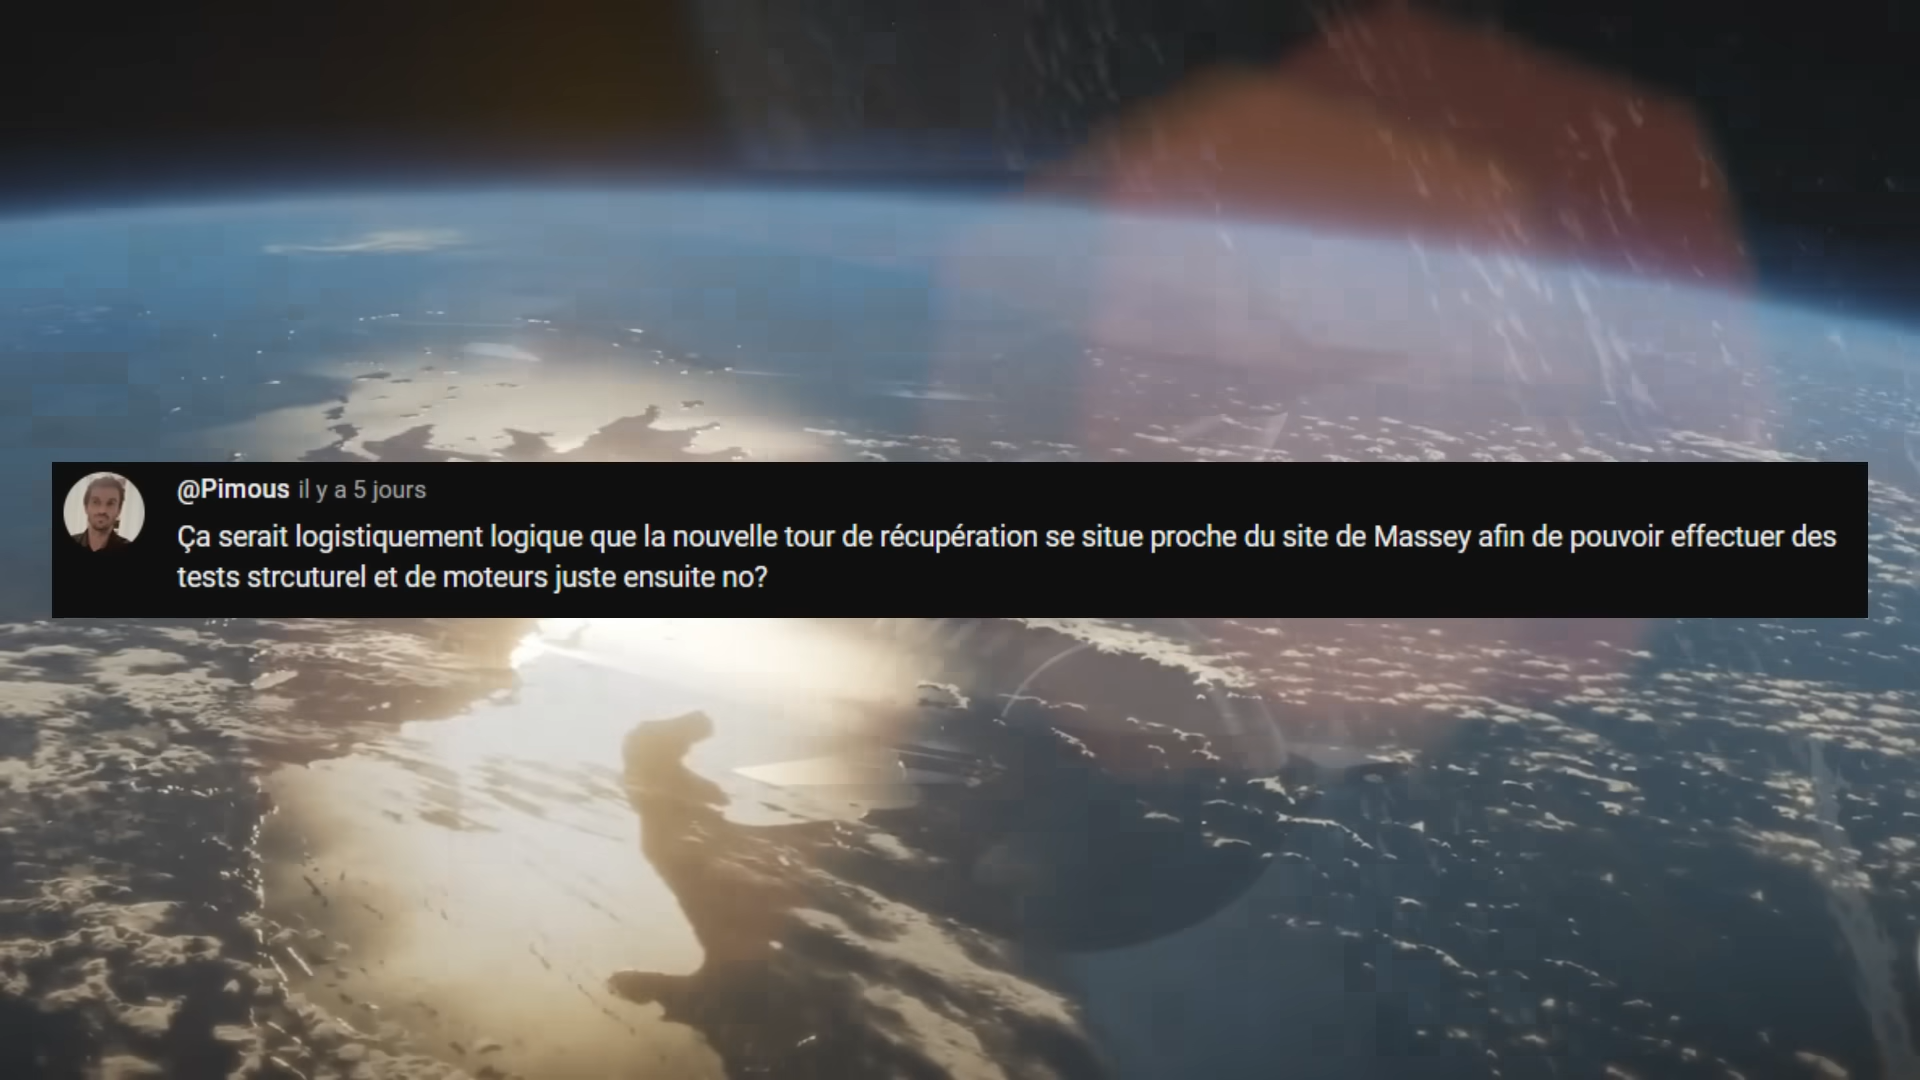 @Pimous il y a 5 jours
Ça serait logistiquement logique que la nouvelle tour de récupération se situe proche du site de Massey afin de pouvoir effectuer des
tests strcuturel et de moteurs juste ensuite no?